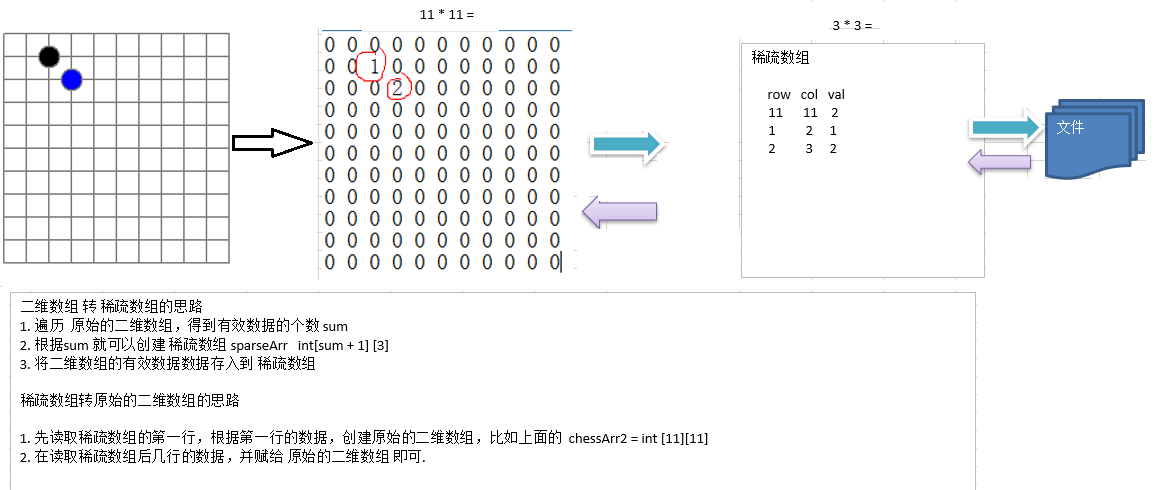 11 * 11 =
3 * 3 =
0 0 0 0 0 0 0 0 0 0 0
0 0 1 0 0 0 0 0 0 0 0
0 0 0 2 0 0 0 0 0 0 0
0 0 0 0 0 0 0 0 0 0 0
0 0 0 0 0 0 0 0 0 0 0
0 0 0 0 0 0 0 0 0 0 0
0 0 0 0 0 0 0 0 0 0 0
0 0 0 0 0 0 0 0 0 0 0
0 0 0 0 0 0 0 0 0 0 0
0 0 0 0 0 0 0 0 0 0 0
0 0 0 0 0 0 0 0 0 0 0
稀疏数组
row col val
11 11 2
1 2 1
2 3 2
文件
二维数组 转 稀疏数组的思路
1. 遍历 原始的二维数组，得到有效数据的个数 sum
2. 根据sum 就可以创建 稀疏数组 sparseArr int[sum + 1] [3]
3. 将二维数组的有效数据数据存入到 稀疏数组
稀疏数组转原始的二维数组的思路
1. 先读取稀疏数组的第一行，根据第一行的数据，创建原始的二维数组，比如上面的 chessArr2 = int [11][11]
2. 在读取稀疏数组后几行的数据，并赋给 原始的二维数组 即可.